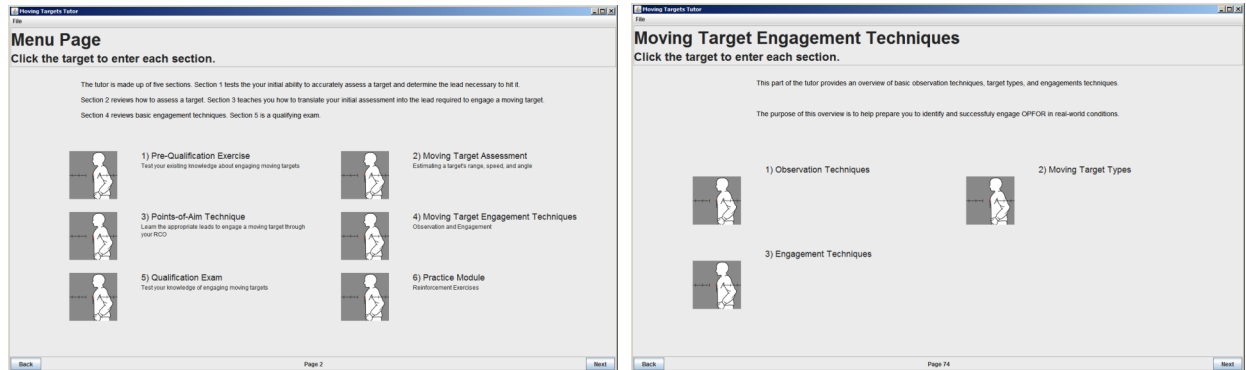 Moving Targets Tutor
File
Menu Page
Click the target to enter each section.
The tutor is made up of five sections. Section 1 tests the your initial ability to accurately assess a target and determine the lead necessary to hit it.
Section 2 reviews how to assess a target. Section 3 teaches you how to translate your initial assessment into the lead required to engage a moving target.
Section 4 reviews basic engagement techniques. Section 5 is a qualifying exam.
1) Pre-Qualification Exercise
Test your existing knowledge about engaging moving targets
2) Moving Target Assessment
Estimating a target's range, speed, and angle
3) Points-of-Aim Technique
Learn the appropriate leads to engage a moving target through
your RCO
4) Moving Target Engagement Techniques
Observation and Engagement
5) Qualification Exam
Test your knowledge of engaging moving targets
6) Practice Module
Reinforcement Exercises
Back
Page 2
Next
Moving Targets Tutor
File
Moving Target Engagement Techniques
Click the target to enter each section.
This part of the tutor provides an overview of basic observation techniques, target types, and engagements techniques.
The purpose of this overview is to help prepare you to identify and successfuly engage OPFOR in real-world conditions.
1) Observation Techniques
2) Moving Target Types
3) Engagement Techniques
Back
Page 74
Next